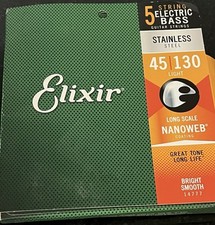 5 STRING
ELECTRIC
BASS
GUITAR STRINGS
STAINLESS
STEEL
45 130
LIGHT
Elixir
LONG SCALE
NANOWEB®
COATING
GREAT TONE
LONG LIFE
BRIGHT
SMOOTH